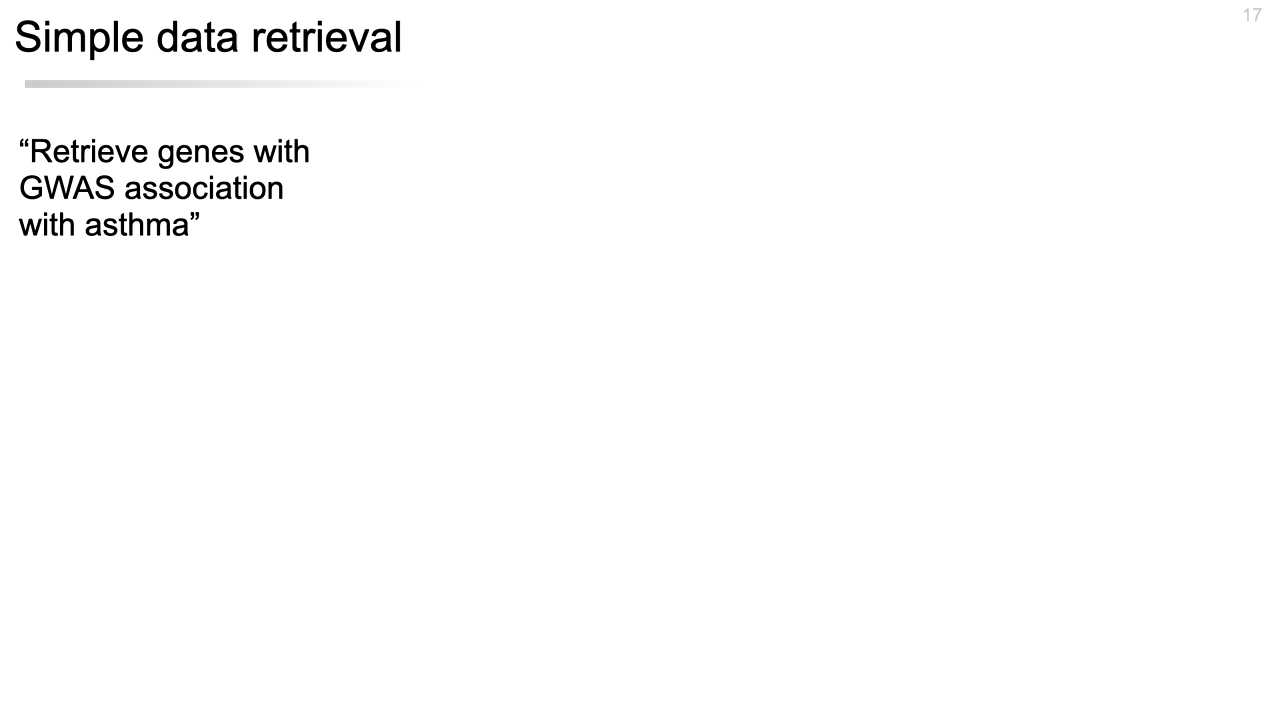 Simple data retrieval
17
“Retrieve genes with
GWAS association
with asthma”